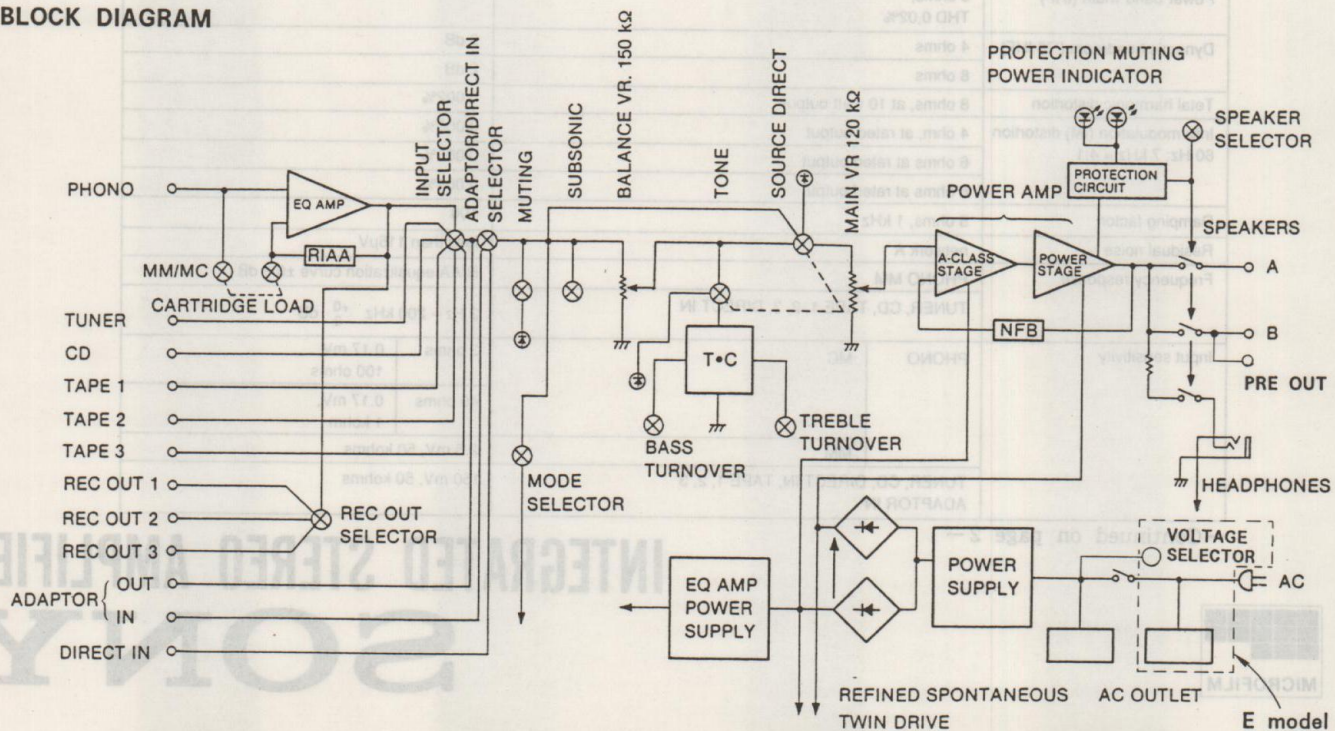 BLOCK DIAGRAM
PHONO
EQ AMP
RIAA
MM/MC
CARTRIDGE LOAD
TUNER
CD
TAPE 1
TAPE 2
TAPE 3
REC OUT 1
REC OUT 2
REC OUT 3
REC OUT
SELECTOR
ADAPTOR
OUT
IN
DIRECT IN
INPUT
SELECTOR
ADAPTOR/DIRECT IN
SELECTOR
MUTING
SUBSONIC
BALANCE VR. 150 kΩ
TONE
SOURCE DIRECT
MAIN VR 120 kΩ
MODE
SELECTOR
T•C
BASS
TURNOVER
TREBLE
TURNOVER
PROTECTION MUTING
POWER INDICATOR
SPEAKER
SELECTOR
PROTECTION
CIRCUIT
POWER AMP
A-CLASS
STAGE
POWER
STAGE
NFB
SPEAKERS
A
B
PRE OUT
HEADPHONES
EQ AMP
POWER
SUPPLY
POWER
SUPPLY
VOLTAGE
SELECTOR
AC
REFINED SPONTANEOUS
TWIN DRIVE
AC OUTLET
E model
INTEGRATED STEREO AMPLIFIE
SONY
MICROFILM